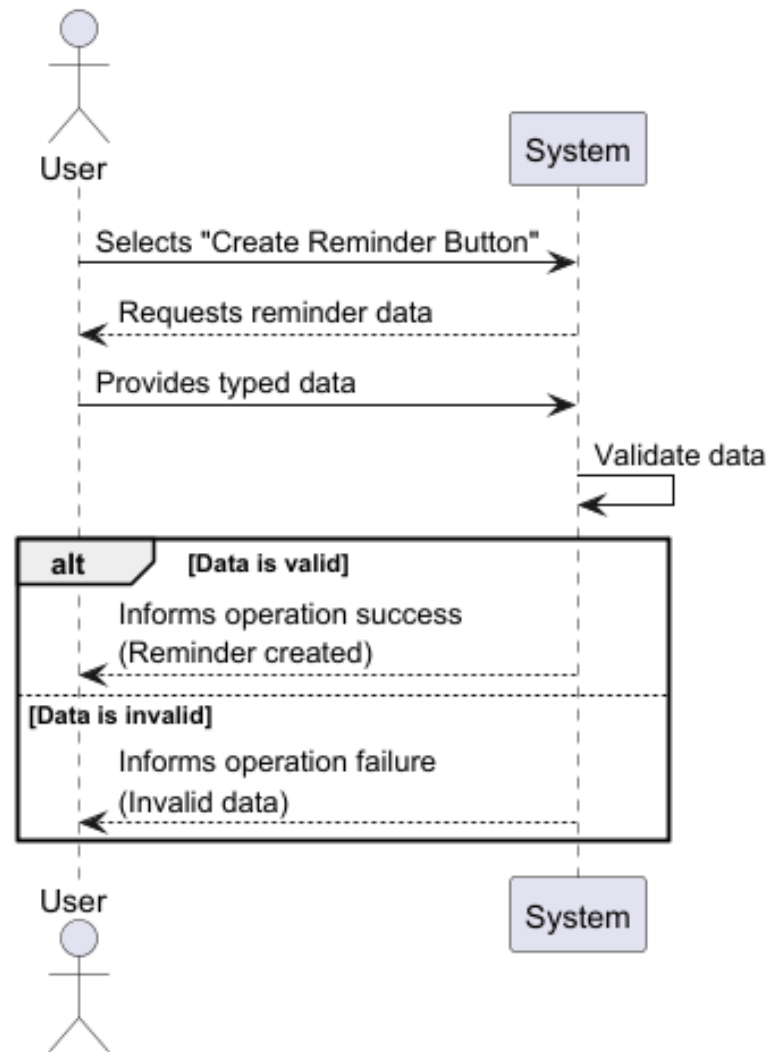 User
System
Selects "Create Reminder Button"
Requests reminder data
Provides typed data
Validate data
alt
[Data is valid]
Informs operation success
(Reminder created)
[Data is invalid]
Informs operation failure
(Invalid data)
User
System